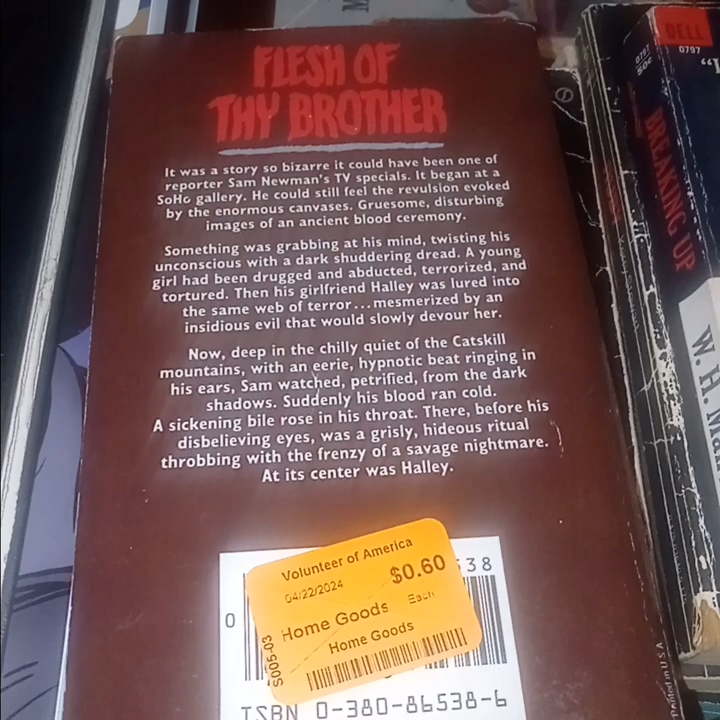 FLESH OF
THY BROTHER
It was a story so bizarre it could have been one of
reporter Sam Newman's TV specials. It began at a
SoHo gallery. He could still feel the revulsion evoked
by the enormous canvases. Gruesome, disturbing
images of an ancient blood ceremony.
Something was grabbing at his mind, twisting his
unconscious with a dark shuddering dread. A young
girl had been drugged and abducted, terrorized, and
tortured. Then his girlfriend Halley was lured into
the same web of terror...mesmerized by an
insidious evil that would slowly devour her.
Now, deep in the chilly quiet of the Catskill
mountains, with an eerie, hypnotic beat ringing in
his ears, Sam watched, petrified, from the dark
shadows. Suddenly his blood ran cold.
A sickening bile rose in his throat. There, before his
disbelieving eyes, was a grisly, hideous ritual
throbbing with the frenzy of a savage nightmare.
At its center was Halley.
Volunteer of America
04/22/2024
$0.60
Each
Home Goods
Home Goods
S005-03
0
538
ISBN 0-380-86538-6
Printed in U.S.A.
DELL
0797
0797
50c
BREAKING UP
W. H.